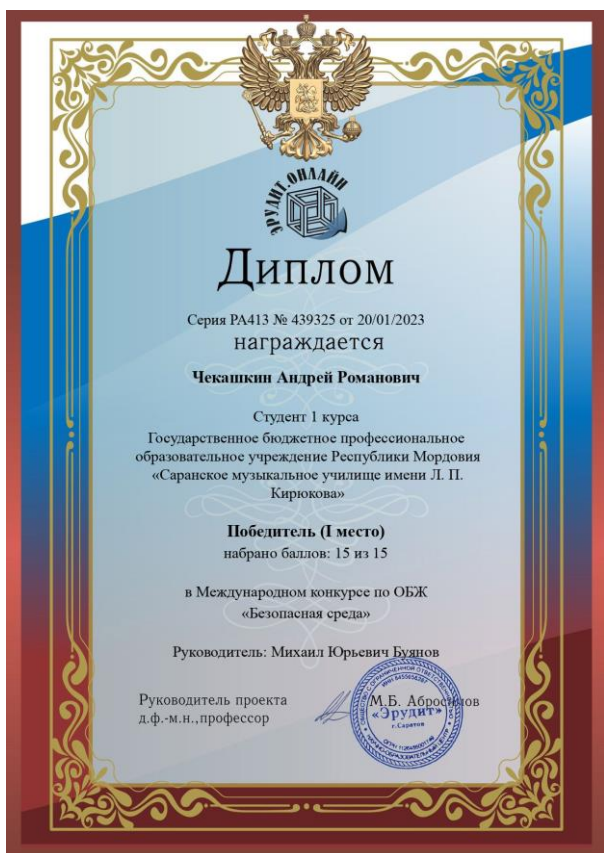 ЭРУДИТ.ОНЛАЙН
Диплом
Серия РА413 № 439325 от 20/01/2023
награждается
Чекашкин Андрей Романович
Студент 1 курса
Государственное бюджетное профессиональное
образовательное учреждение Республики Мордовия
«Саранское музыкальное училище имени Л. П.
Кирюкова»
Победитель (I место)
набрано баллов: 15 из 15
в Международном конкурсе по ОБЖ
«Безопасная среда»
Руководитель: Михаил Юрьевич Буянов
Руководитель проекта
М.Б. Абросимов
д.ф.-м.н.,профессор
«Эрудит»
г.Саратов